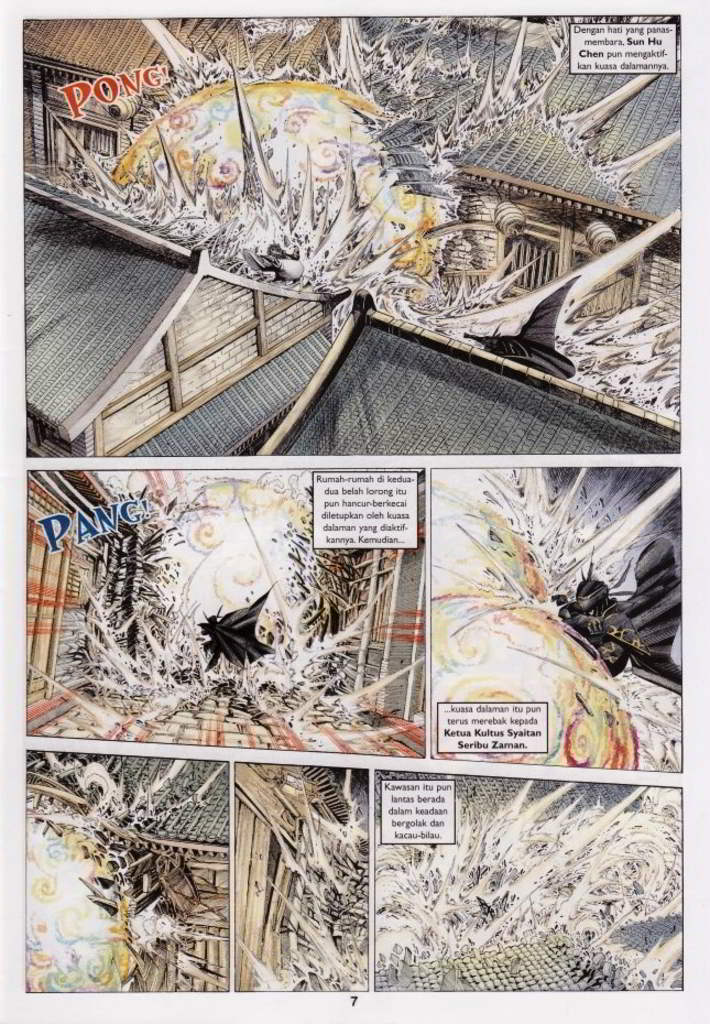 Dengan hati yang panas-
membara, Sun Hu
Chen pun mengaktif-
kan kuasa dalamannya.
PONG!
PANG!
Rumah-rumah di kedua-
dua belah lorong itu
pun hancur-berkecai
diletupkan oleh kuasa
dalaman yang diaktif-
kannya. Kemudian...
...kuasa dalaman itu pun
terus merebak kepada
Ketua Kultus Syaitan
Seribu Zaman.
Kawasan itu pun
lantas berada
dalam keadaan
bergolak dan
kacau-bilau.
7